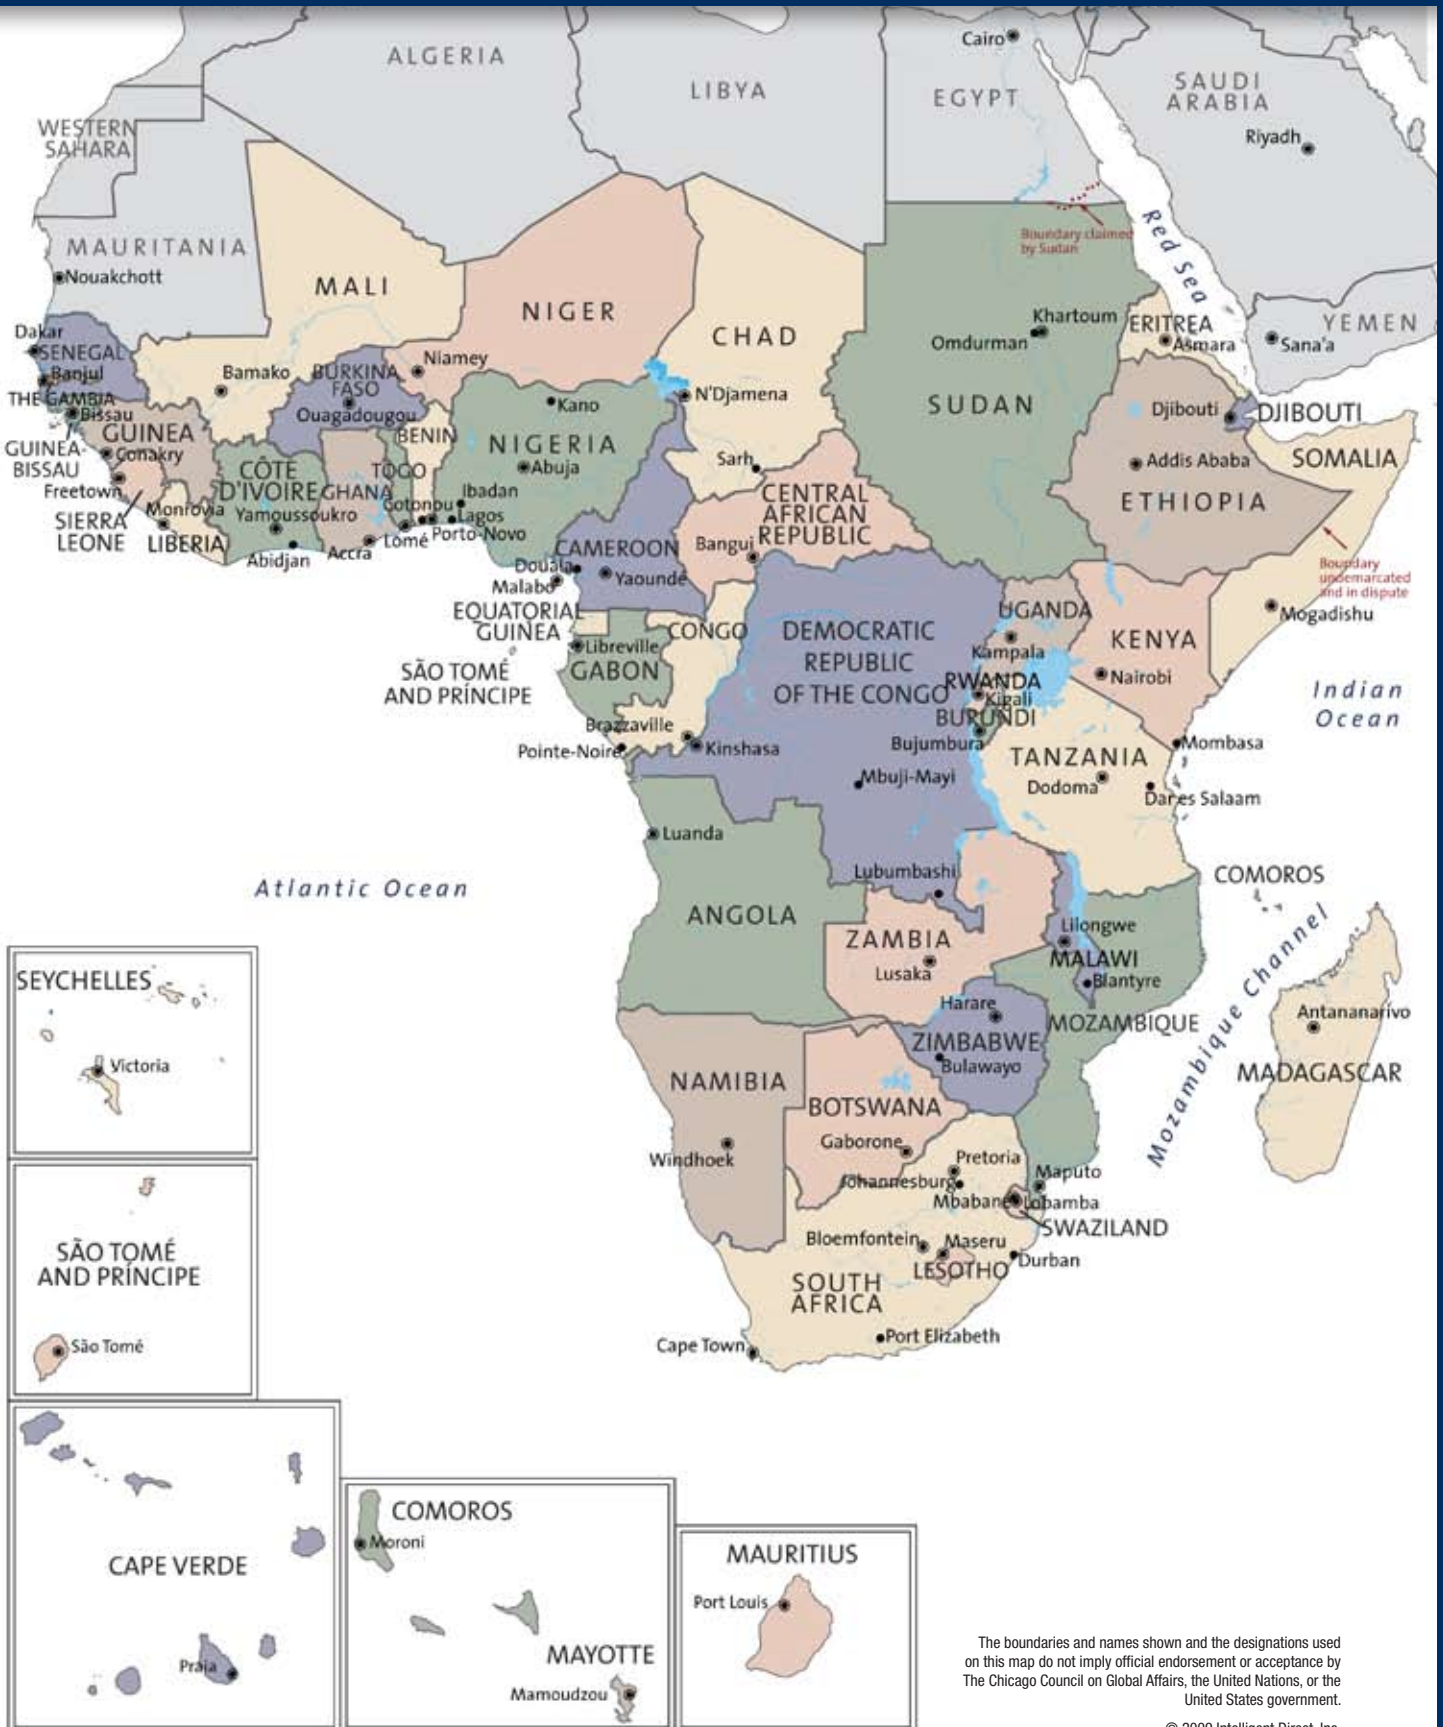 ALGERIA
LIBYA
Cairo
EGYPT
SAUDI
ARABIA
Riyadh
WESTERN
SAHARA
MAURITANIA
Nouakchott
MALI
NIGER
CHAD
Boundary claimed
by Sudan
Red Sea
Khartoum
Omdurman
SUDAN
ERITREA
Asmara
YEMEN
Sana'a
Dakar
SENEGAL
Banjul
THE GAMBIA
Bissau
GUINEA-
BISSAU
GUINEA
Conakry
Freetown
SIERRA
LEONE
Monrovia
LIBERIA
Bamako
BURKINA
FASO
Ouagadougou
Niamey
BENIN
CÔTE
D'IVOIRE
Yamoussoukro
Abidjan
GHANA
Accra
TOGO
Lomé
Cotonou
Porto-Novo
Kano
NIGERIA
Abuja
Ibadan
Lagos
N'Djamena
Sarh
CENTRAL
AFRICAN
REPUBLIC
Bangui
Djibouti
DJIBOUTI
SOMALIA
Addis Ababa
ETHIOPIA
Boundary
undemarcated
and in dispute
Mogadishu
CAMEROON
Douala
Yaoundé
Malabo
EQUATORIAL
GUINEA
SÃO TOMÉ
AND PRÍNCIPE
Libreville
GABON
CONGO
Brazzaville
Pointe-Noire
Kinshasa
DEMOCRATIC
REPUBLIC
OF THE CONGO
Mbuji-Mayi
Lubumbashi
UGANDA
Kampala
KENYA
Nairobi
Mombasa
RWANDA
Kigali
BURUNDI
Bujumbura
TANZANIA
Dodoma
Dar es Salaam
Indian
Ocean
Atlantic Ocean
Luanda
ANGOLA
ZAMBIA
Lusaka
Lilongwe
MALAWI
Blantyre
COMOROS
Mozambique Channel
MOZAMBIQUE
Harare
ZIMBABWE
Bulawayo
Antananarivo
MADAGASCAR
NAMIBIA
Windhoek
BOTSWANA
Gaborone
Pretoria
Johannesburg
Maputo
Mbabane
Lobamba
SWAZILAND
Bloemfontein
Maseru
LESOTHO
Durban
SOUTH
AFRICA
Port Elizabeth
Cape Town
SEYCHELLES
Victoria
SÃO TOMÉ
AND PRÍNCIPE
São Tomé
CAPE VERDE
Praia
COMOROS
Moroni
MAYOTTE
Mamoudzou
MAURITIUS
Port Louis
The boundaries and names shown and the designations used
on this map do not imply official endorsement or acceptance by
The Chicago Council on Global Affairs, the United Nations, or the
United States government.
© 2009 Intelligent Direct, Inc.